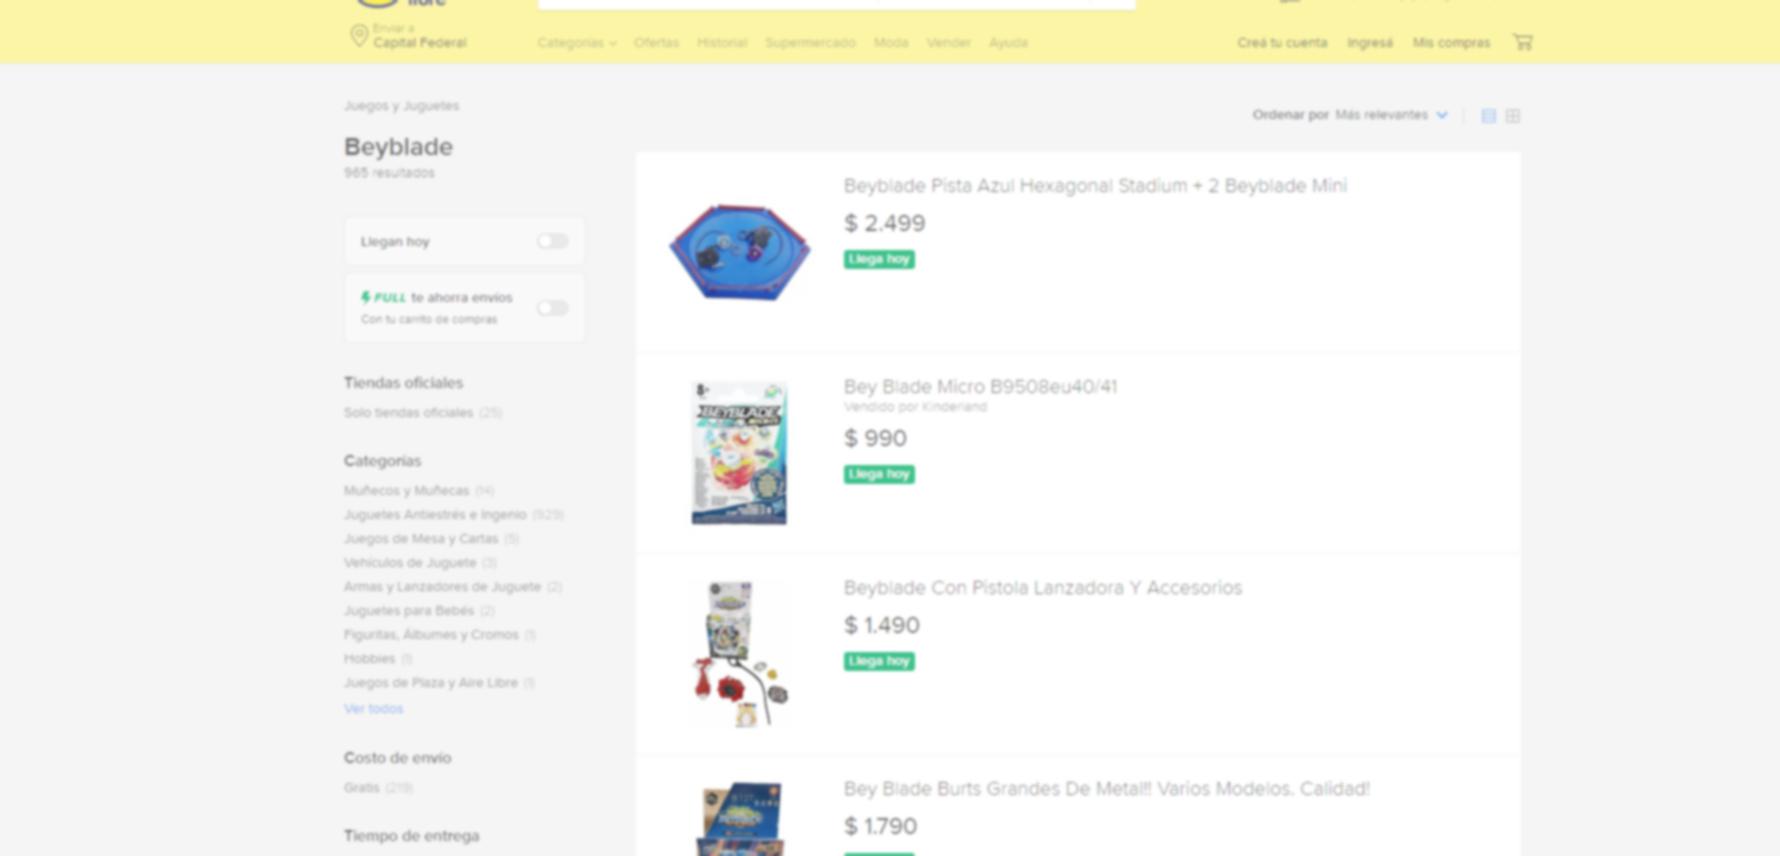 libre
Enviar a
Capital Federal
Categorías Ofertas Historial Supermercado Moda Vender Ayuda
Creá tu cuenta Ingresá Mis compras
Juegos y Juguetes
Beyblade
965 resultados
Ordenar por Más relevantes
Llegan hoy
FULL te ahorra envíos
Con tu carrito de compras
Tiendas oficiales
Solo tiendas oficiales (25)
Categorías
Muñecos y Muñecas (14)
Juguetes Antiestrés e Ingenio (929)
Juegos de Mesa y Cartas (5)
Vehículos de Juguete (3)
Armas y Lanzadores de Juguete (2)
Juguetes para Bebés (2)
Figuritas, Álbumes y Cromos (1)
Hobbies (1)
Juegos de Plaza y Aire Libre (1)
Ver todos
Costo de envío
Gratis (219)
Tiempo de entrega
Beyblade Pista Azul Hexagonal Stadium + 2 Beyblade Mini
$ 2.499
Llega hoy
8+
BEYBLADE
Bey Blade Micro B9508eu40/41
Vendido por Kinderland
$ 990
Llega hoy
Beyblade Con Pistola Lanzadora Y Accesorios
$ 1.490
Llega hoy
Bey Blade Burts Grandes De Metal!! Varios Modelos. Calidad!
$ 1.790